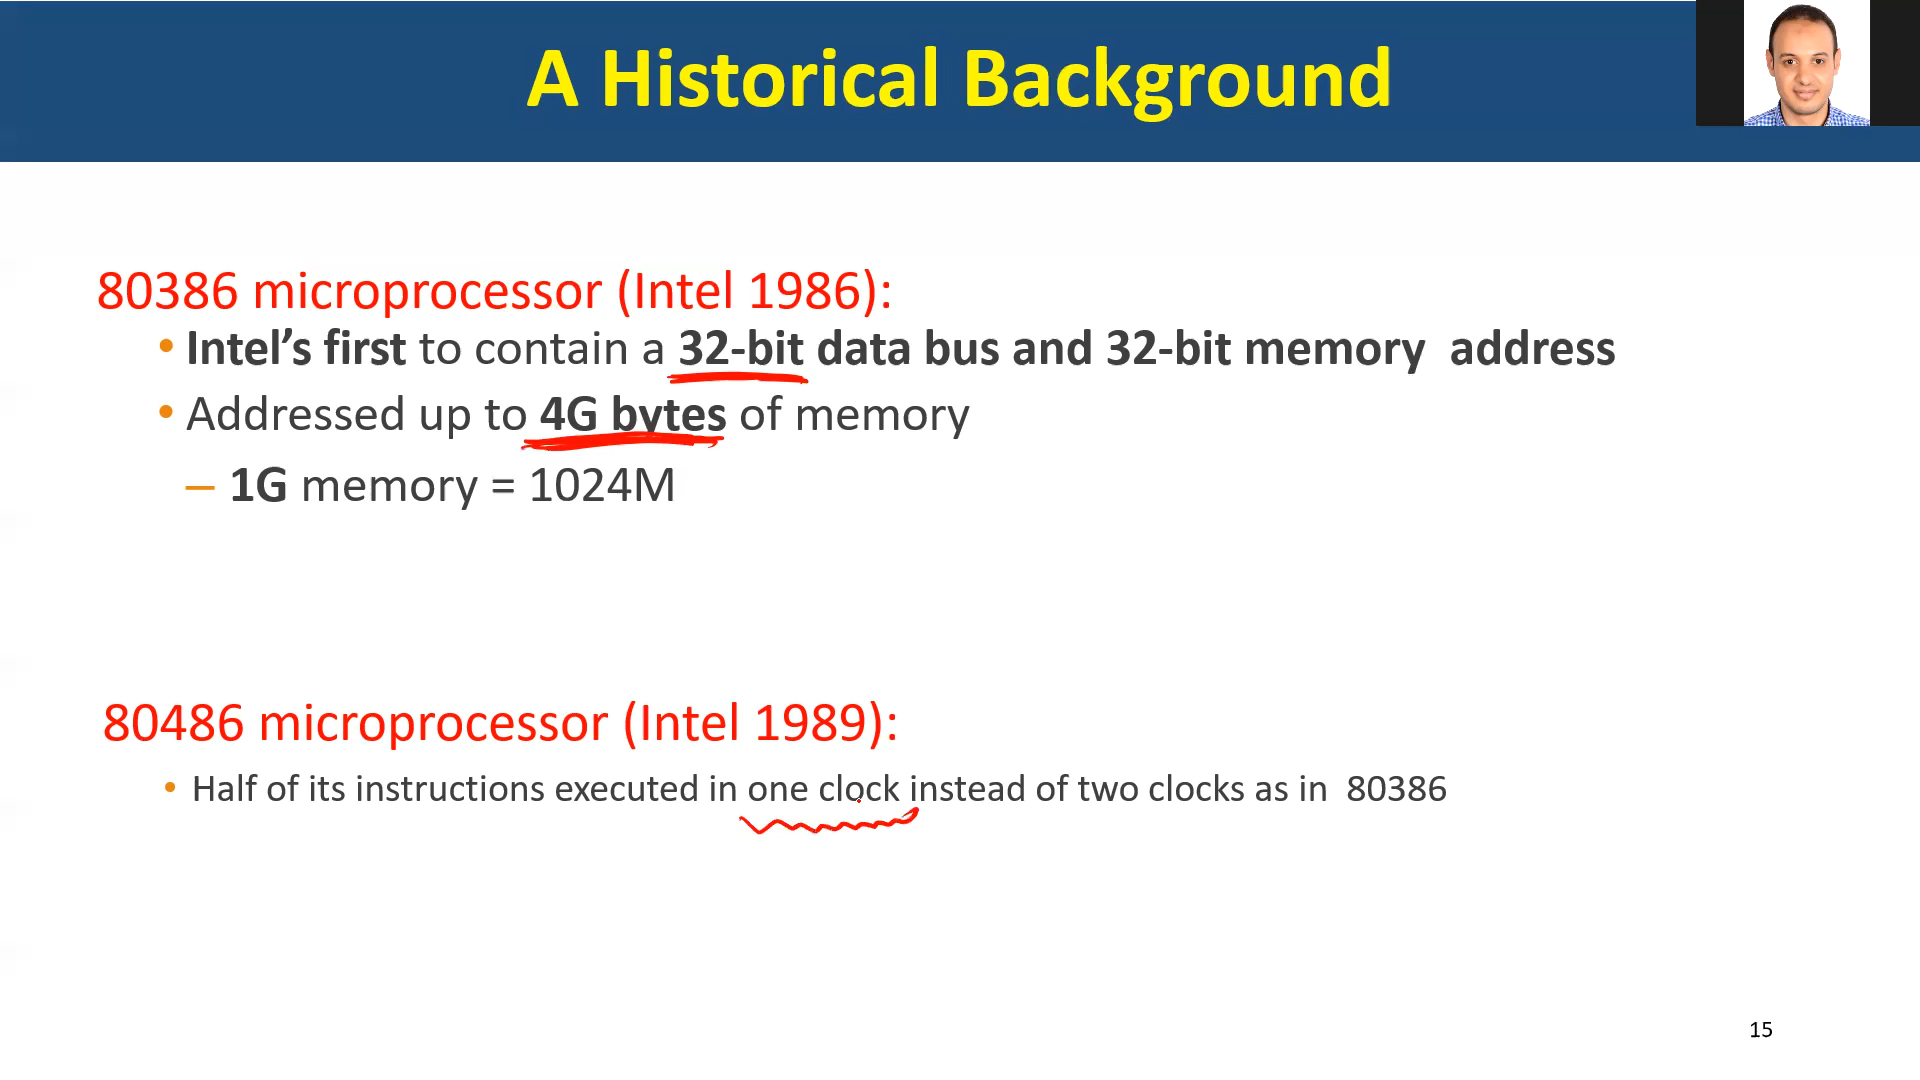 A Historical Background
80386 microprocessor (Intel 1986):
• Intel’s first to contain a 32-bit data bus and 32-bit memory address
• Addressed up to 4G bytes of memory
– 1G memory = 1024M
80486 microprocessor (Intel 1989):
• Half of its instructions executed in one clock instead of two clocks as in 80386
15